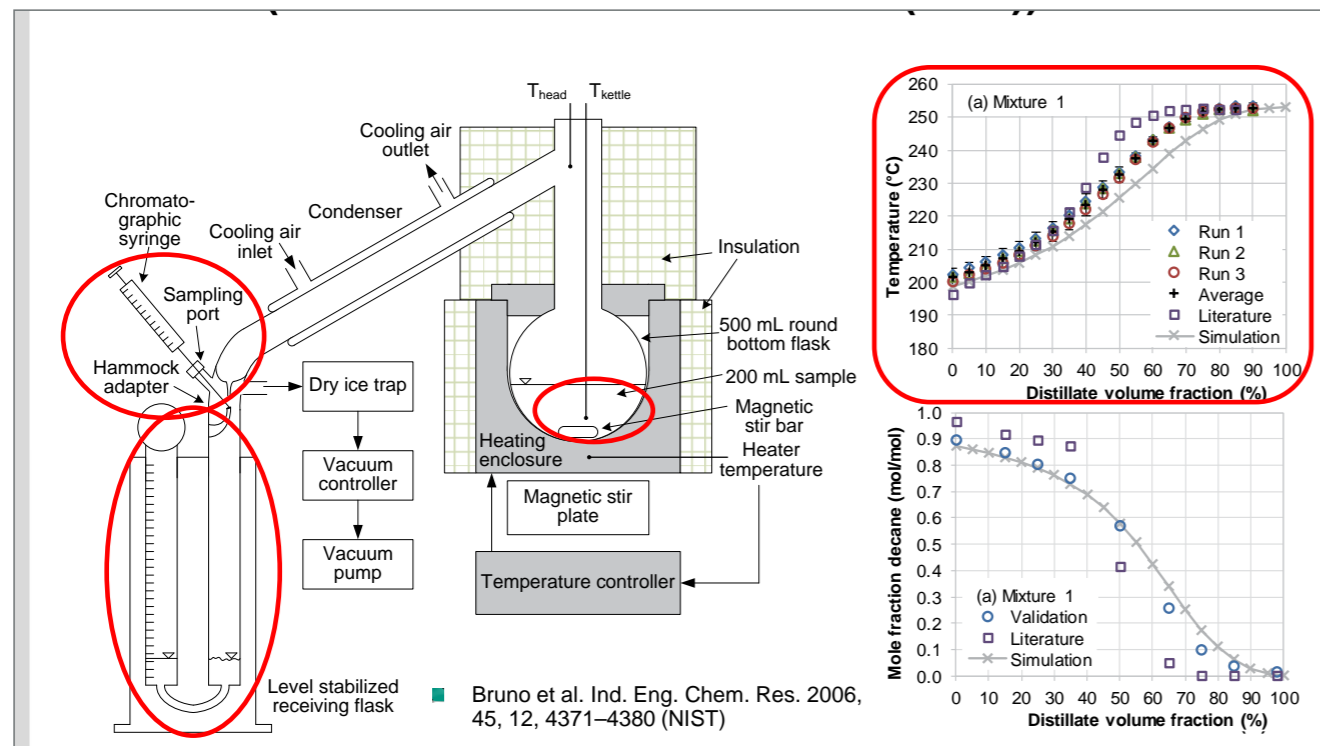 T_head
T_kettle
Cooling air
outlet
Chromato-
graphic
syringe
Condenser
Cooling air
inlet
Sampling
port
Hammock
adapter
Insulation
500 mL round
bottom flask
200 mL sample
Magnetic
stir bar
Heating
enclosure
Heater
temperature
Dry ice trap
Vacuum
controller
Vacuum
pump
Magnetic stir
plate
Temperature controller
Level stabilized
receiving flask
Bruno et al. Ind. Eng. Chem. Res. 2006,
45, 12, 4371–4380 (NIST)
260
250
240
230
220
210
200
190
180
Temperature (°C)
(a) Mixture 1
Run 1
Run 2
Run 3
Average
Literature
Simulation
0 10 20 30 40 50 60 70 80 90 100
Distillate volume fraction (%)
1.0
0.9
0.8
0.7
0.6
0.5
0.4
0.3
0.2
0.1
0.0
Mole fraction decane (mol/mol)
(a) Mixture 1
Validation
Literature
Simulation
0 10 20 30 40 50 60 70 80 90 100
Distillate volume fraction (%)